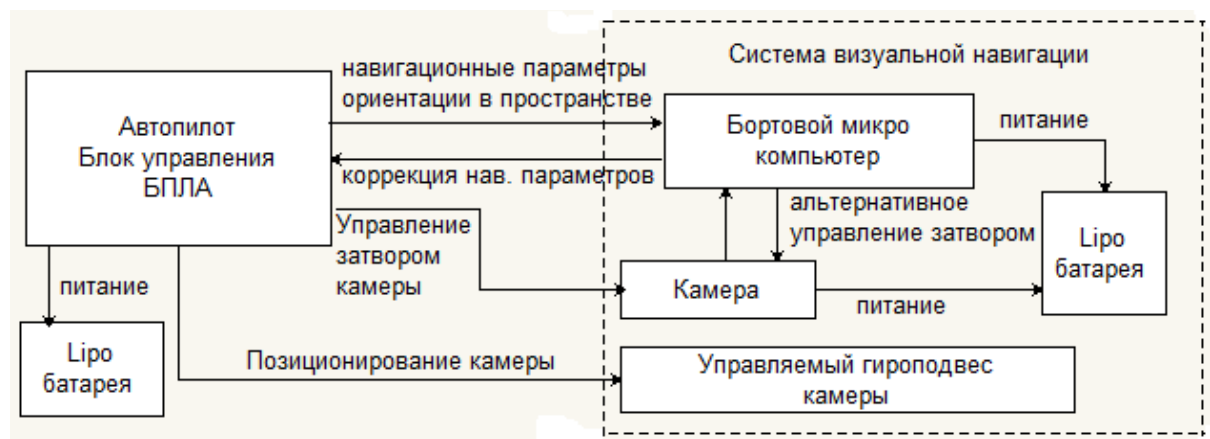 Система визуальной навигации
навигационные параметры
ориентации в пространстве
Автопилот
Блок управления
БПЛА
Бортовой микро
компьютер
питание
коррекция нав. параметров
альтернативное
управление затвором
Управление
затвором
камеры
Lipo
батарея
питание
Камера
питание
Lipo
батарея
Позиционирование камеры
Управляемый гироподвес
камеры